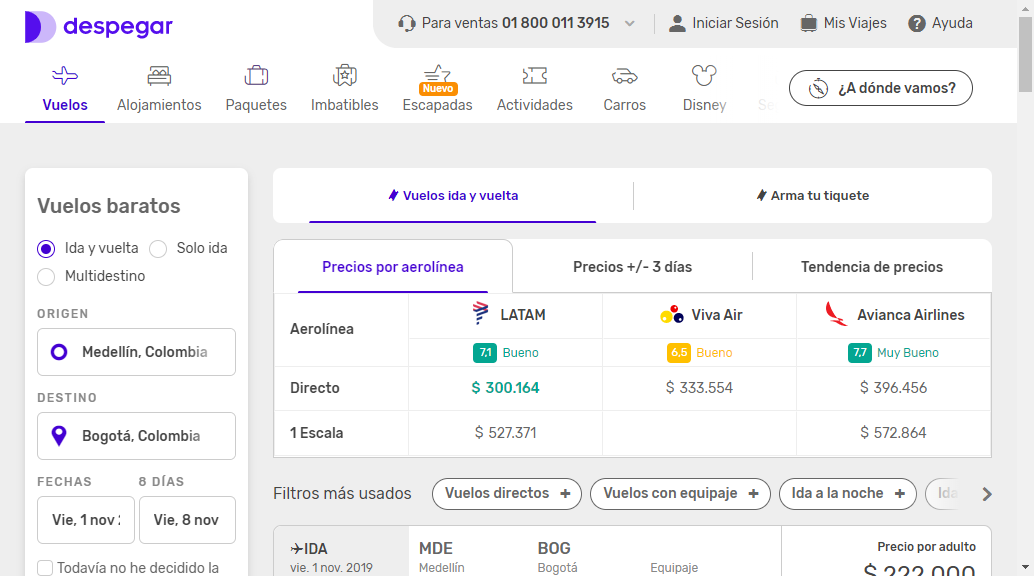 despegar
Para ventas 01 800 011 3915
Iniciar Sesión
Mis Viajes
Ayuda
Vuelos
Alojamientos
Paquetes
Imbatibles
Nuevo
Escapadas
Actividades
Carros
Disney
¿A dónde vamos?
Vuelos baratos
Ida y vuelta
Solo ida
Multidestino
ORIGEN
Medellín, Colombia
DESTINO
Bogotá, Colombia
FECHAS
8 DÍAS
Vie, 1 nov
Vie, 8 nov
Todavía no he decidido la
Vuelos ida y vuelta
Arma tu tiquete
Precios por aerolínea
Precios +/- 3 días
Tendencia de precios
Aerolínea
LATAM
Viva Air
Avianca Airlines
7,1 Bueno
6,5 Bueno
7,7 Muy Bueno
Directo
$ 300.164
$ 333.554
$ 396.456
1 Escala
$ 527.371
$ 572.864
Filtros más usados
Vuelos directos +
Vuelos con equipaje +
Ida a la noche +
Ida
IDA
vie. 1 nov. 2019
MDE
Medellín
BOG
Bogotá
Equipaje
Precio por adulto
$ 222.000